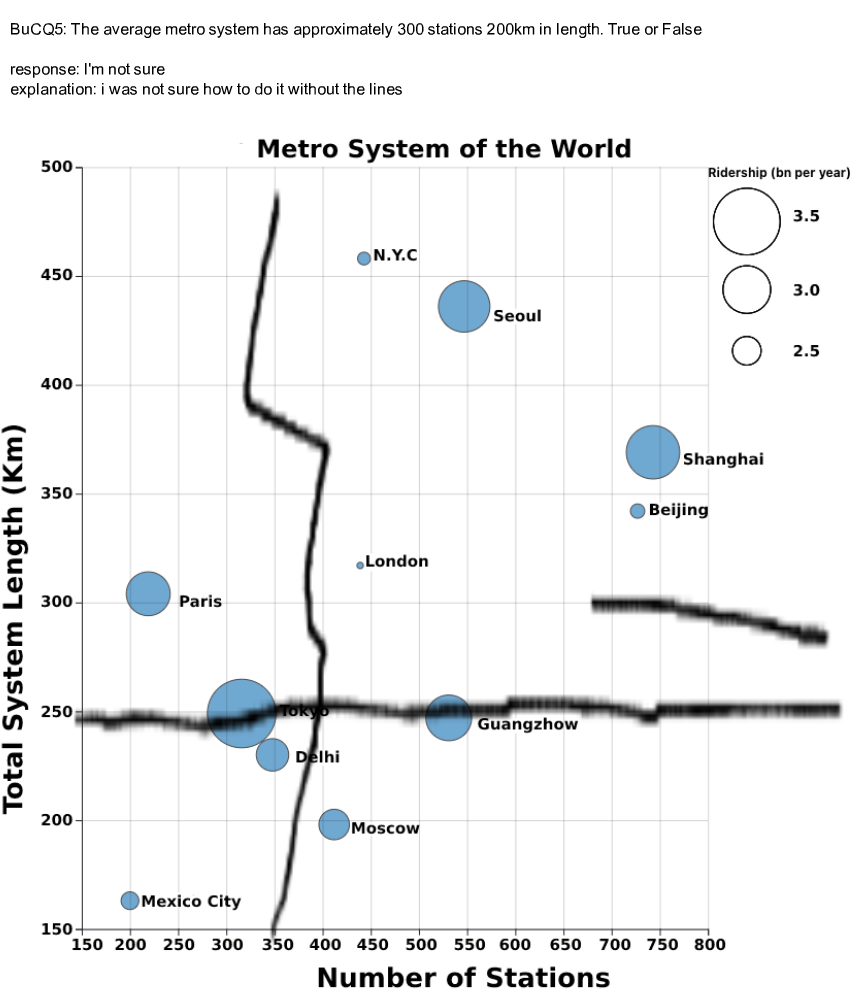 BuCQ5: The average metro system has approximately 300 stations 200km in length. True or False
response: I'm not sure
explanation: i was not sure how to do it without the lines
Metro System of the World
Ridership (bn per year)
3.5
3.0
2.5
Total System Length (Km)
500
450
400
350
300
250
200
150
N.Y.C
Seoul
Shanghai
Beijing
London
Paris
Tokyo
Guangzhow
Delhi
Moscow
Mexico City
150 200 250 300 350 400 450 500 550 600 650 700 750 800
Number of Stations